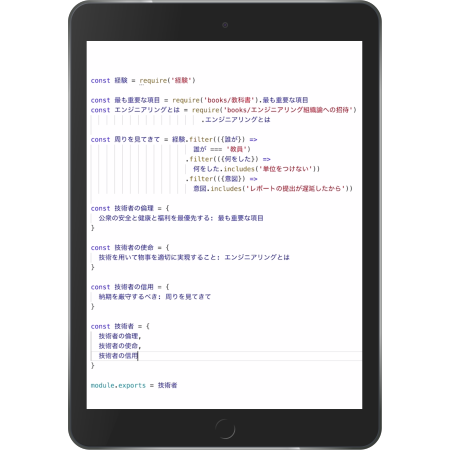 const 経験 = require('経験')
const 最も重要な項目 = require('books/教科書').最も重要な項目
const エンジニアリングとは = require('books/エンジニアリング組織論への招待')
.エンジニアリングとは
const 周りを見てきて = 経験.filter(({誰が}) =>
誰が === '教員')
.filter(({何をした}) =>
何をした.includes('単位をつけない'))
.filter(({意図}) =>
意図.includes('レポートの提出が遅延したから'))
const 技術者の倫理 = {
公衆の安全と健康と福利を最優先する: 最も重要な項目
}
const 技術者の使命 = {
技術を用いて物事を適切に実現すること: エンジニアリングとは
}
const 技術者の信用 = {
納期を厳守するべき: 周りを見てきて
}
const 技術者 = {
技術者の倫理,
技術者の使命,
技術者の信用
}
module.exports = 技術者